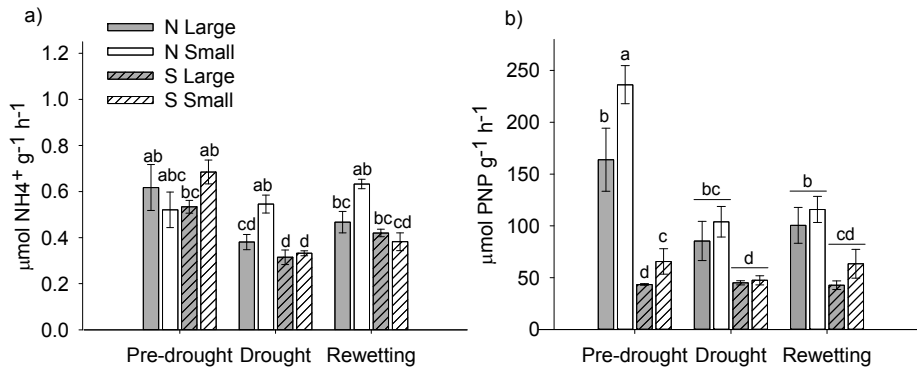 a)
N Large
N Small
S Large
S Small
μmol NH4+ g-1 h-1
1.2
1.0
0.8
0.6
0.4
0.2
0.0
ab abc bc ab
cd ab d d
bc ab bc cd
Pre-drought Drought Rewetting
b)
μmol PNP g-1 h-1
250
200
150
100
50
0
b a d c
bc d
b cd
Pre-drought Drought Rewetting